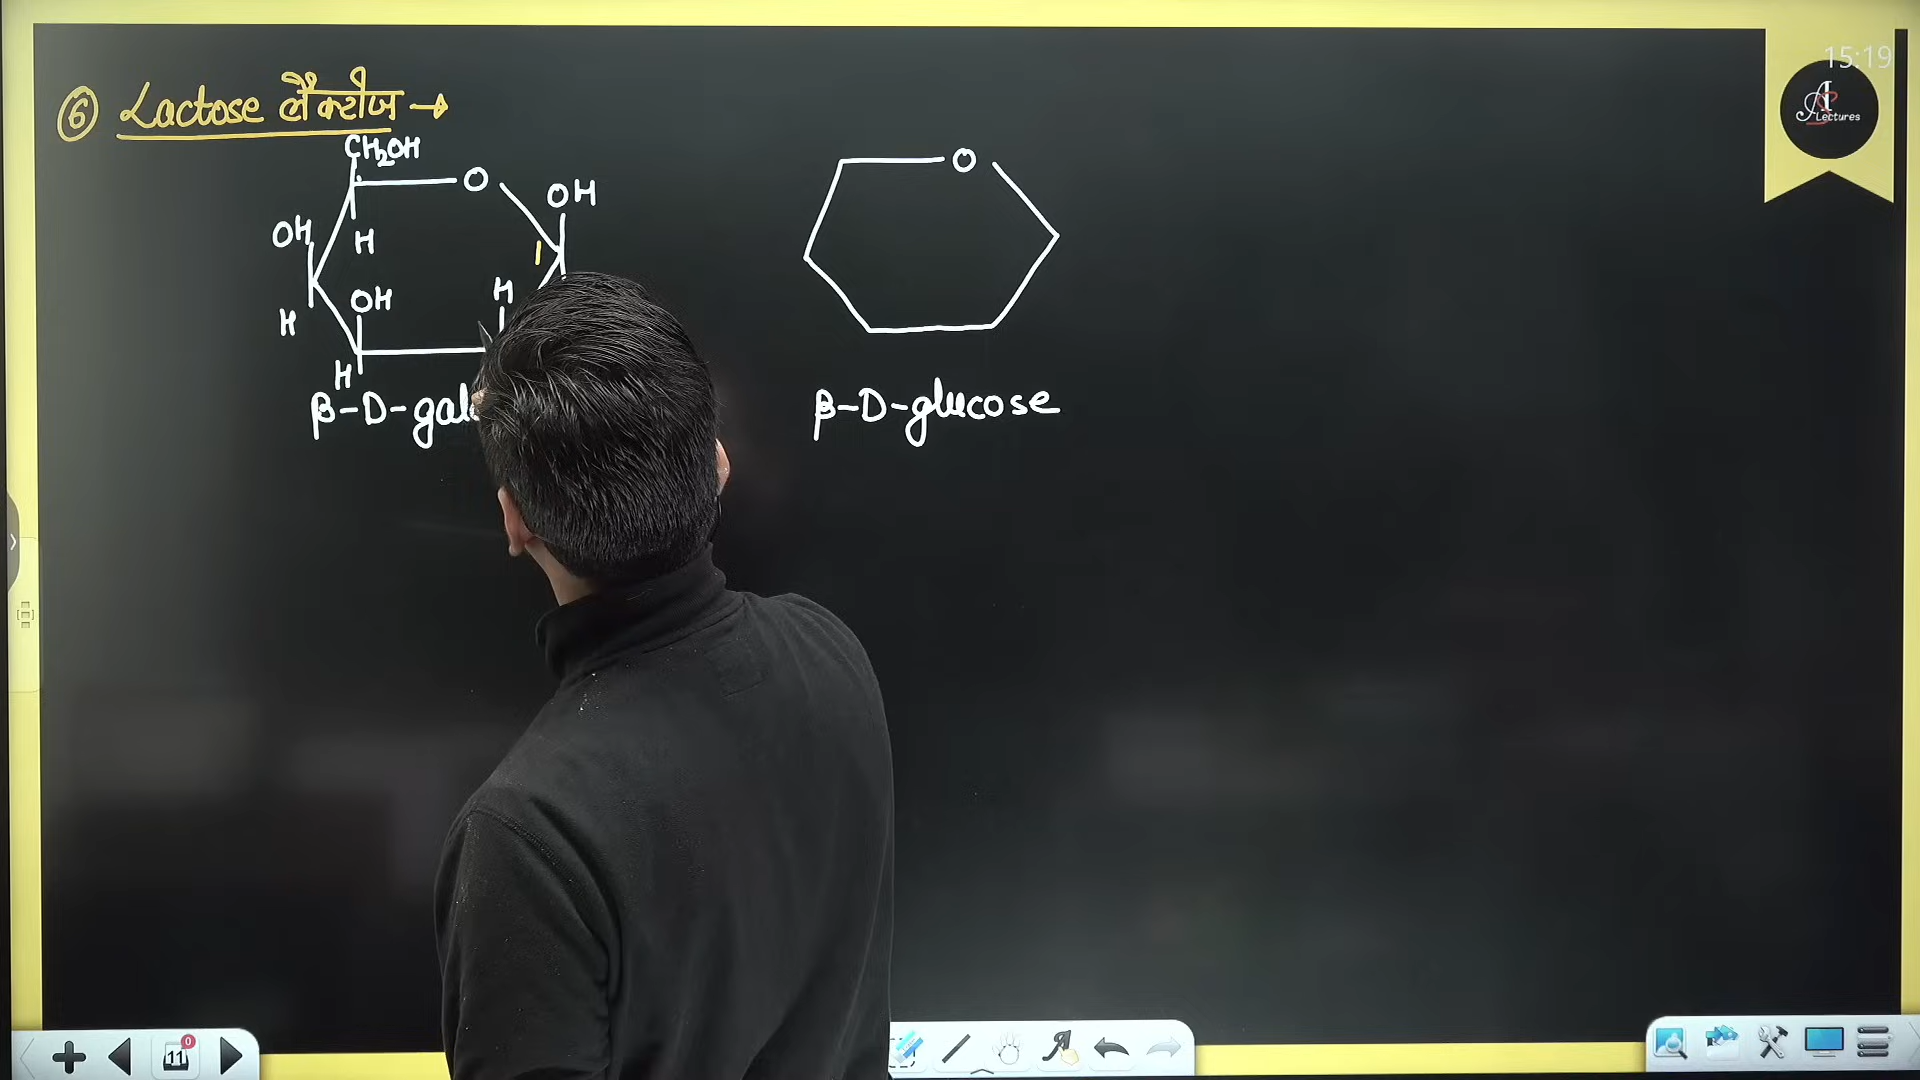 ⑥ Lactose लैक्टोज →
CH₂OH
O
OH
OH
H
1
OH
H
H
H
β-D-gal
O
β-D-glucose
15:19
A
S Lectures
11
0
A